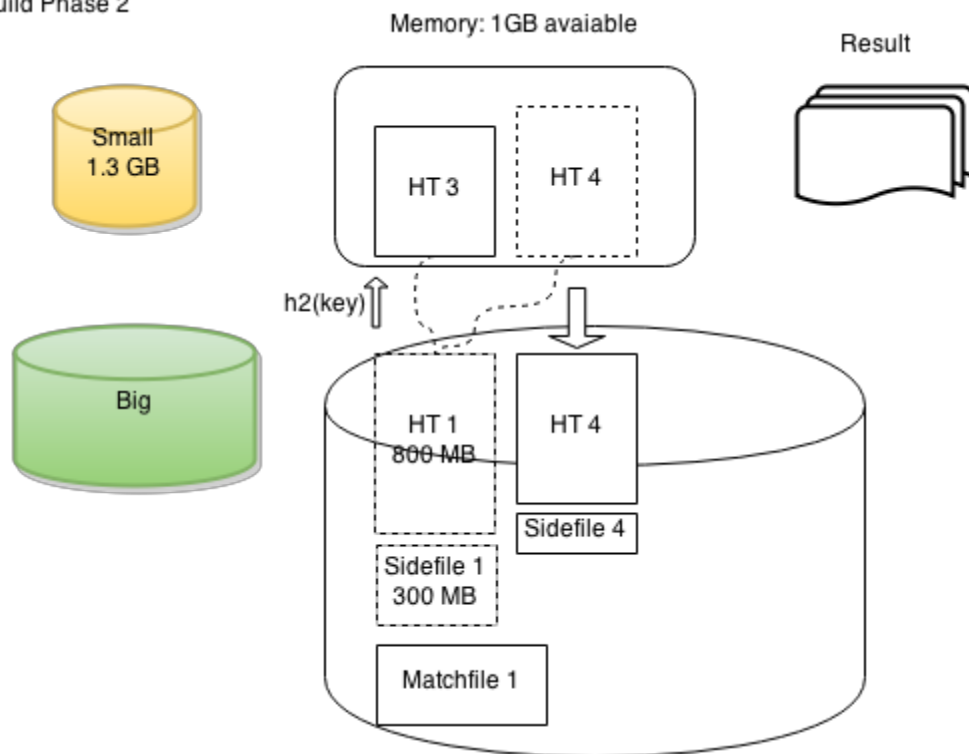 uild Phase 2
Memory: 1GB avaiable
Result
Small
1.3 GB
HT 3
HT 4
h2(key)
Big
HT 1
800 MB
HT 4
Sidefile 4
Sidefile 1
300 MB
Matchfile 1